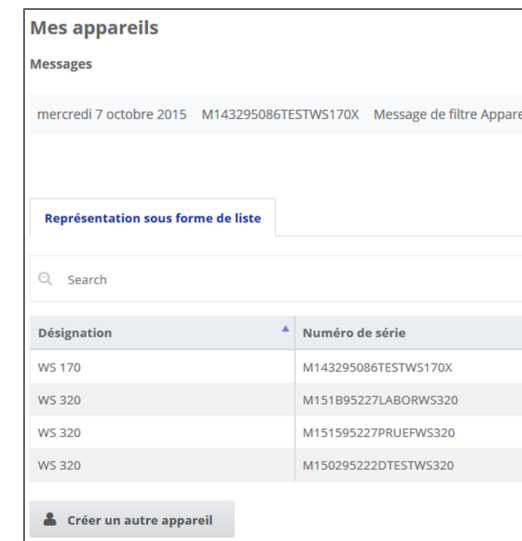 Mes appareils
Messages
mercredi 7 octobre 2015 M143295086TESTWS170X Message de filtre Appare
Représentation sous forme de liste
Search
Désignation Numéro de série
WS 170 M143295086TESTWS170X
WS 320 M151B95227LABORWS320
WS 320 M151595227PRUEFWS320
WS 320 M150295222DTESTWS320
Créer un autre appareil